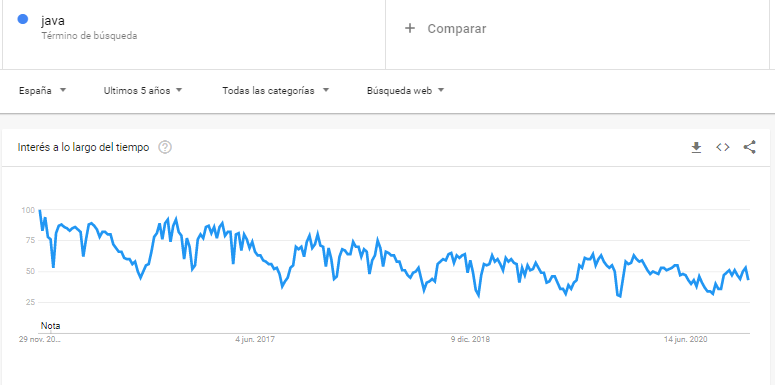 java
Término de búsqueda
+ Comparar
España
Ultimos 5 años
Todas las categorías
Búsqueda web
Interés a lo largo del tiempo
100
75
50
25
Nota
29 nov. 20...
4 jun. 2017
9 dic. 2018
14 jun. 2020